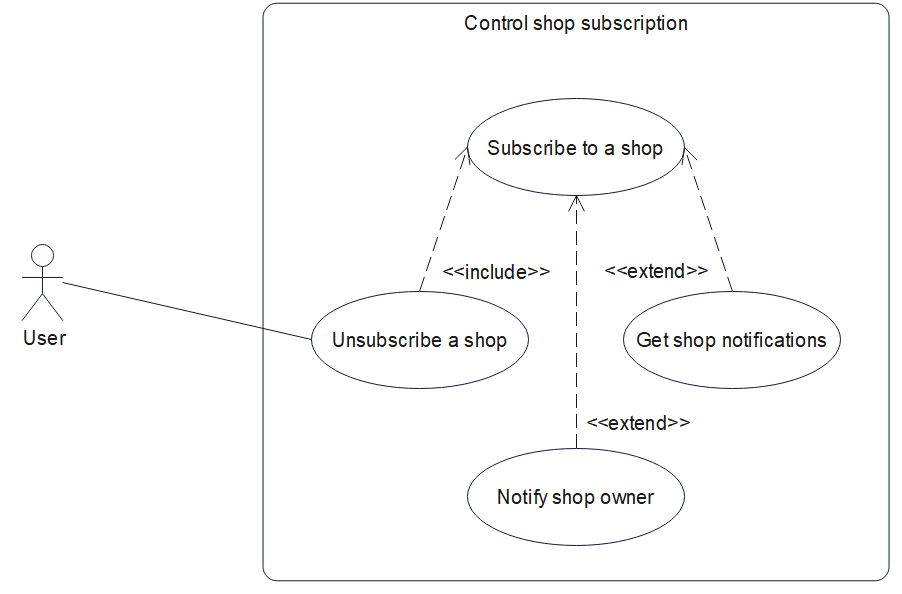 Control shop subscription
Subscribe to a shop
<<include>>
<<extend>>
User
Unsubscribe a shop
Get shop notifications
<<extend>>
Notify shop owner